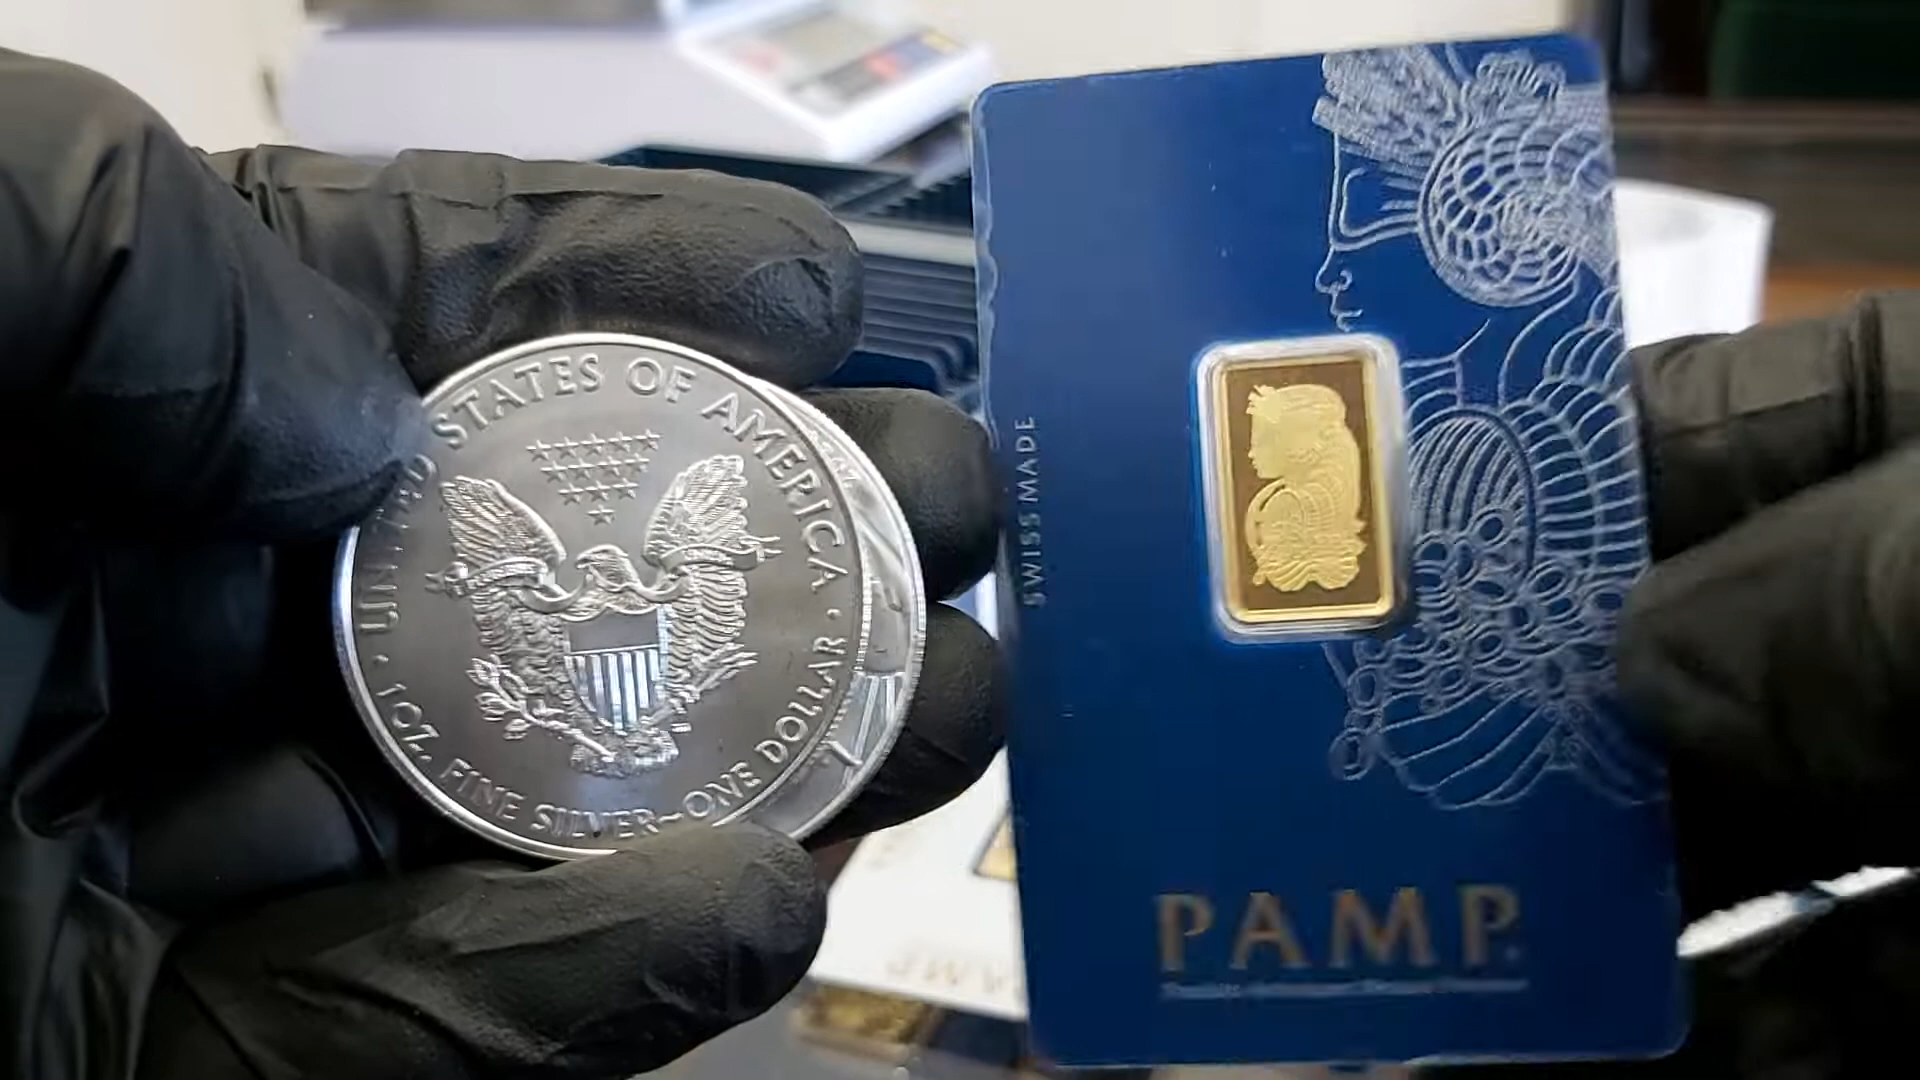 UNITED STATES OF AMERICA
1 OZ. FINE SILVER~ONE DOLLAR
SWISS MADE
PAMP